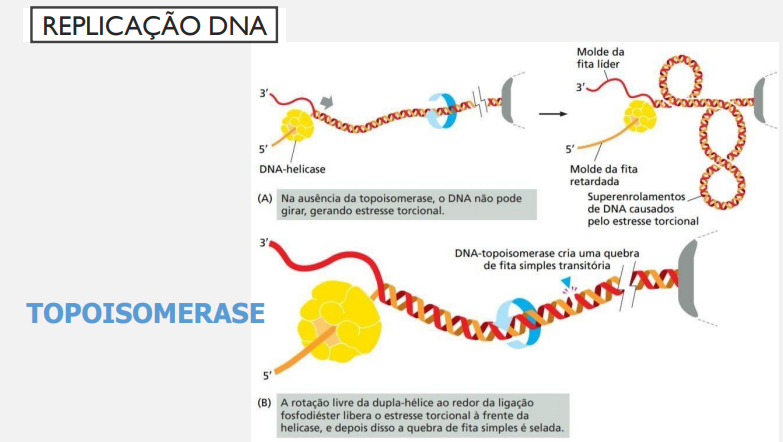 REPLICAÇÃO DNA
3′
5′
DNA-helicase
Molde da
fita líder
3′
5′
Molde da fita
retardada
Superenrolamentos
de DNA causados
pelo estresse torcional
(A) Na ausência da topoisomerase, o DNA não pode
girar, gerando estresse torcional.
TOPOISOMERASE
3′
DNA-topoisomerase cria uma quebra
de fita simples transitória
5′
(B) A rotação livre da dupla-hélice ao redor da ligação
fosfodiéster libera o estresse torcional à frente da
helicase, e depois disso a quebra de fita simples é selada.